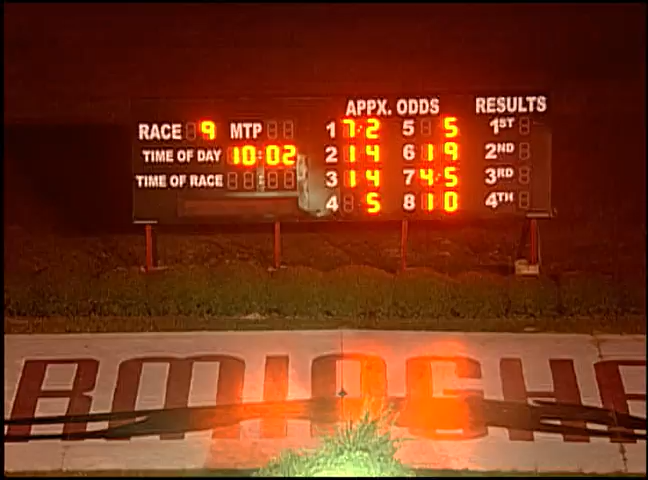 APPX. ODDS RESULTS
RACE 9 MTP 1 7-2 5 5 1ST
TIME OF DAY 10:02 2 14 6 19 2ND
TIME OF RACE 3 14 7 4-5 3RD
4 5 8 10 4TH
RMINGHA